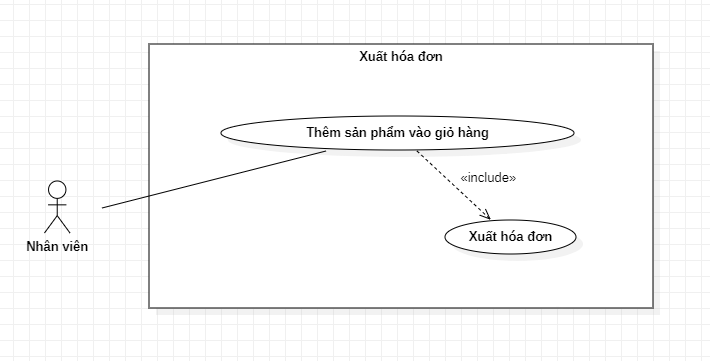 Xuất hóa đơn
Thêm sản phẩm vào giỏ hàng
«include»
Xuất hóa đơn
Nhân viên